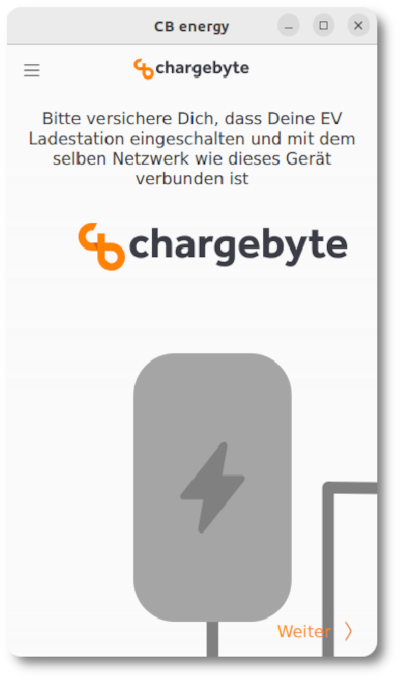 CB energy
chargebyte
Bitte versichere Dich, dass Deine EV
Ladestation eingeschalten und mit dem
selben Netzwerk wie dieses Gerät
verbunden ist
chargebyte
Weiter